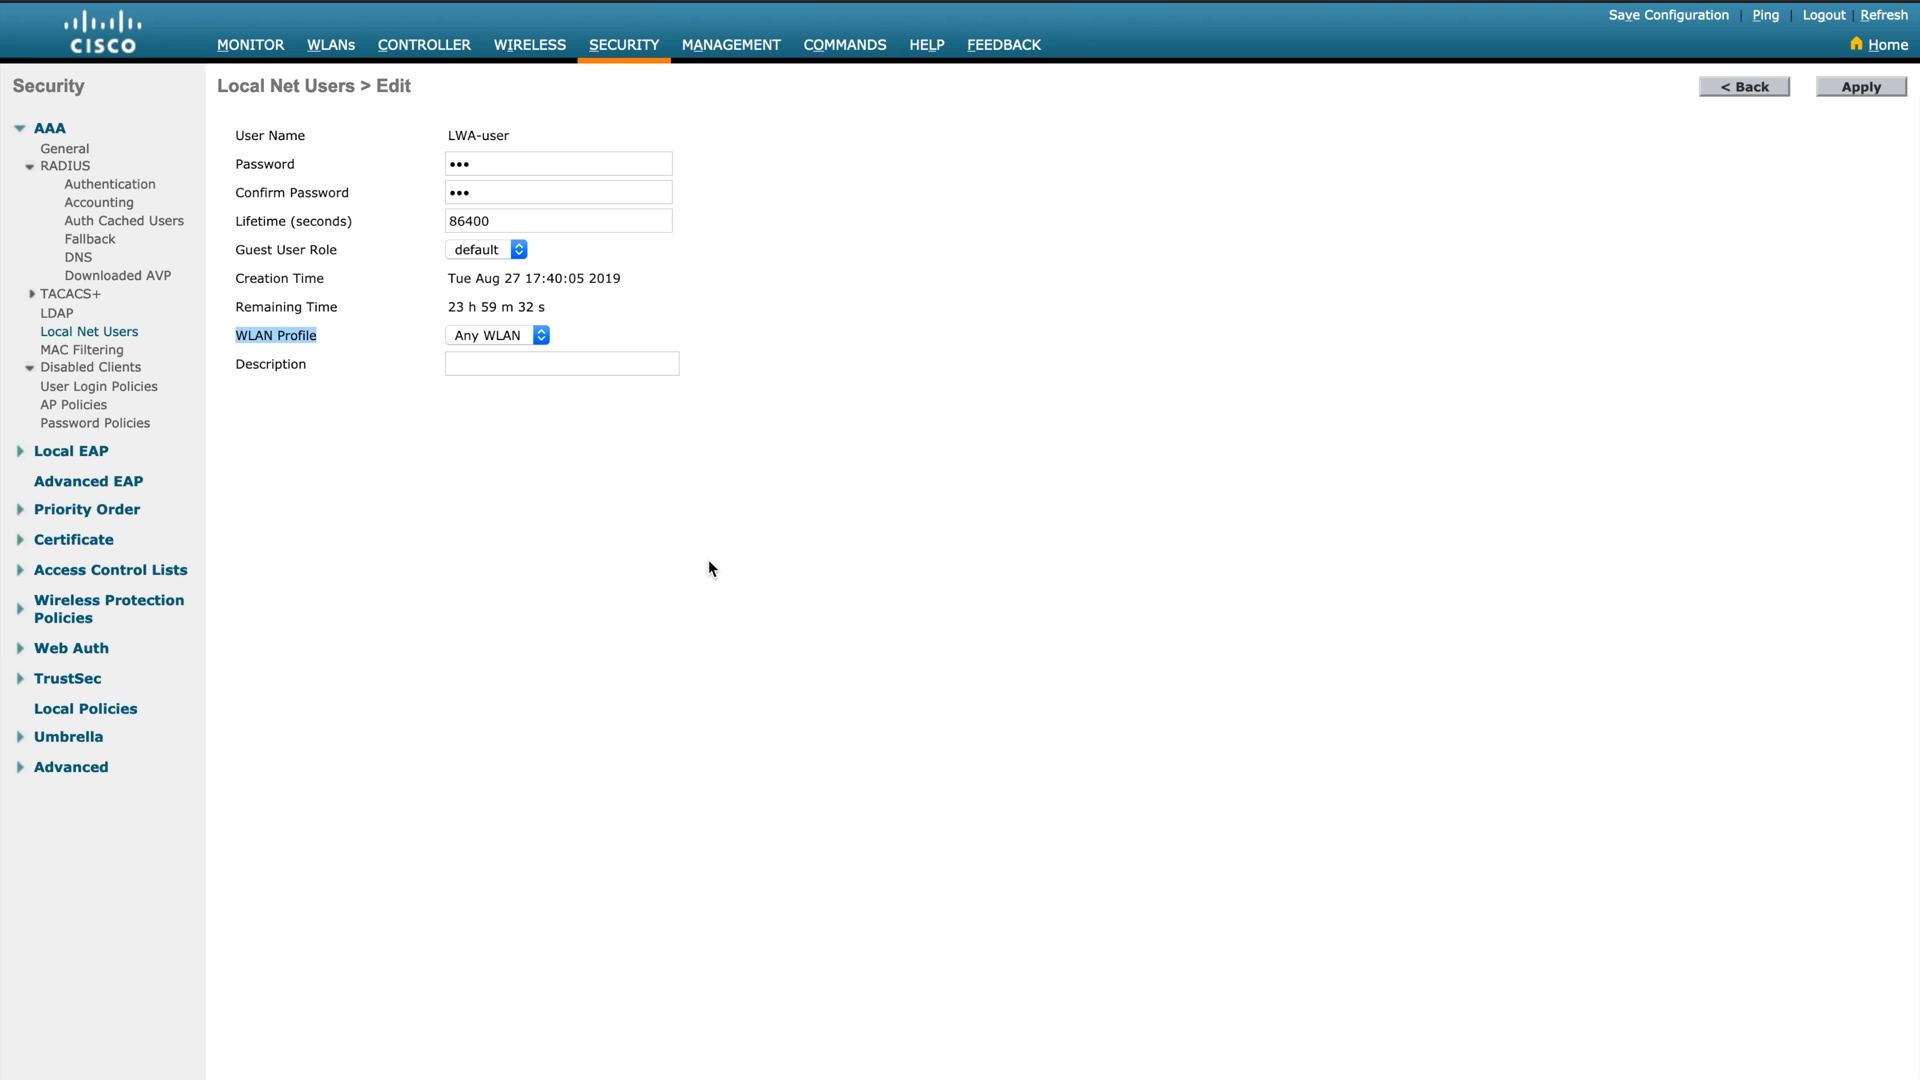 Save Configuration | Ping | Logout | Refresh
CISCO
MONITOR WLANs CONTROLLER WIRELESS SECURITY MANAGEMENT COMMANDS HELP FEEDBACK
Home
Security
Local Net Users > Edit
< Back
Apply
AAA
General
RADIUS
Authentication
Accounting
Auth Cached Users
Fallback
DNS
Downloaded AVP
TACACS+
LDAP
Local Net Users
MAC Filtering
Disabled Clients
User Login Policies
AP Policies
Password Policies
Local EAP
Advanced EAP
Priority Order
Certificate
Access Control Lists
Wireless Protection
Policies
Web Auth
TrustSec
Local Policies
Umbrella
Advanced
User Name LWA-user
Password •••
Confirm Password •••
Lifetime (seconds) 86400
Guest User Role default
Creation Time Tue Aug 27 17:40:05 2019
Remaining Time 23 h 59 m 32 s
WLAN Profile Any WLAN
Description